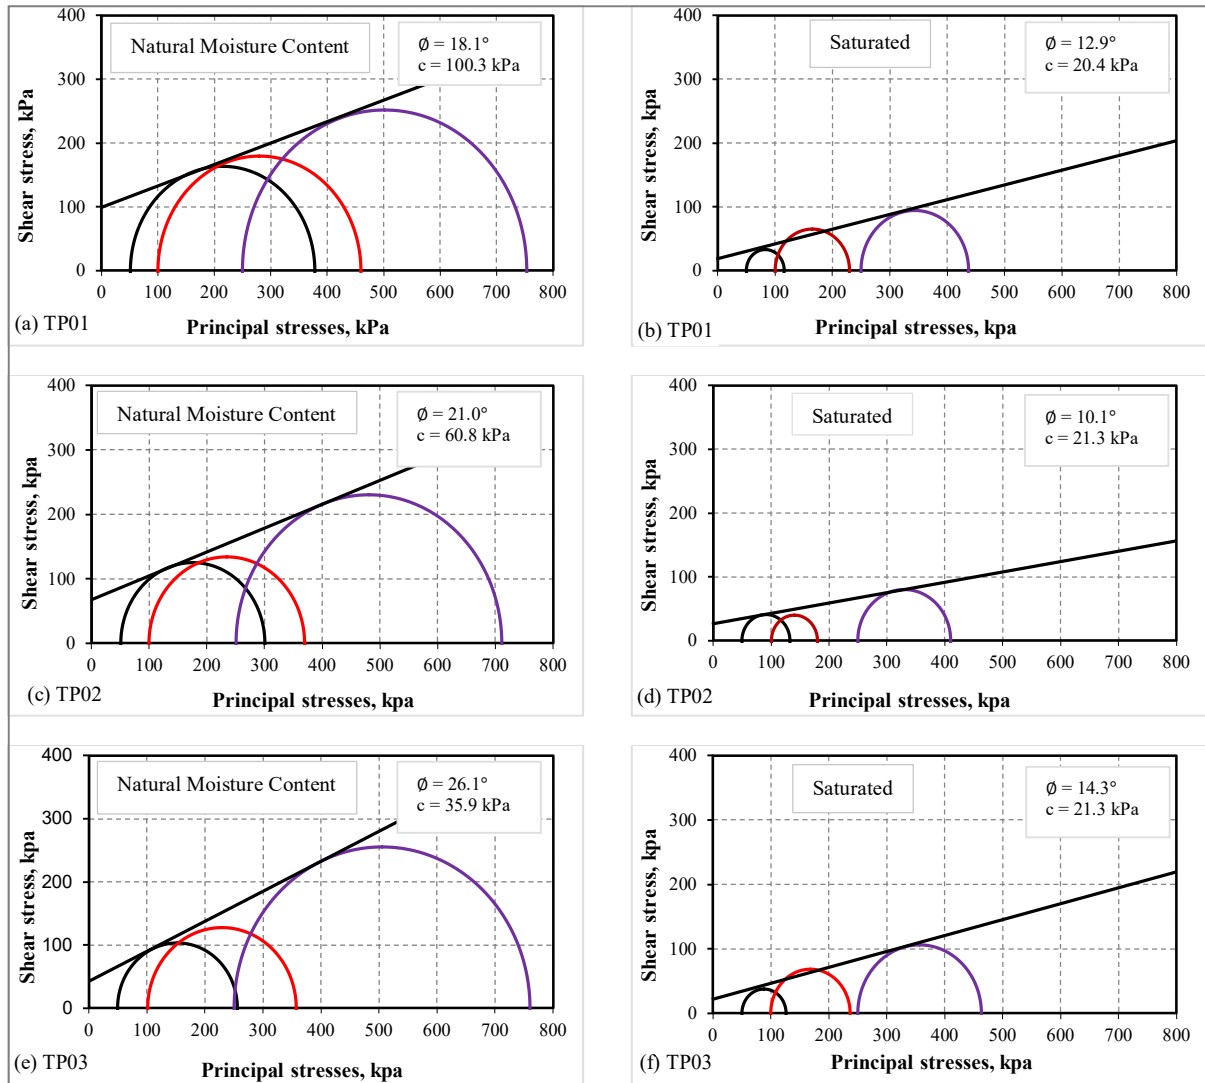 400
300
200
100
0
Shear stress, kPa
Natural Moisture Content
Ø = 18.1°
c = 100.3 kPa
0 100 200 300 400 500 600 700 800
Principal stresses, kPa
(a) TP01
400
300
200
100
0
Shear stress, kpa
Saturated
Ø = 12.9°
c = 20.4 kPa
0 100 200 300 400 500 600 700 800
Principal stresses, kpa
(b) TP01
400
300
200
100
0
Shear stress, kpa
Natural Moisture Content
Ø = 21.0°
c = 60.8 kPa
0 100 200 300 400 500 600 700 800
Principal stresses, kpa
(c) TP02
400
300
200
100
0
Shear stress, kpa
Saturated
Ø = 10.1°
c = 21.3 kPa
0 100 200 300 400 500 600 700 800
Principal stresses, kpa
(d) TP02
400
300
200
100
0
Shear stress, kpa
Natural Moisture Content
Ø = 26.1°
c = 35.9 kPa
0 100 200 300 400 500 600 700 800
Principal stresses, kpa
(e) TP03
400
300
200
100
0
Shear stress, kpa
Saturated
Ø = 14.3°
c = 21.3 kPa
0 100 200 300 400 500 600 700 800
Principal stresses, kpa
(f) TP03